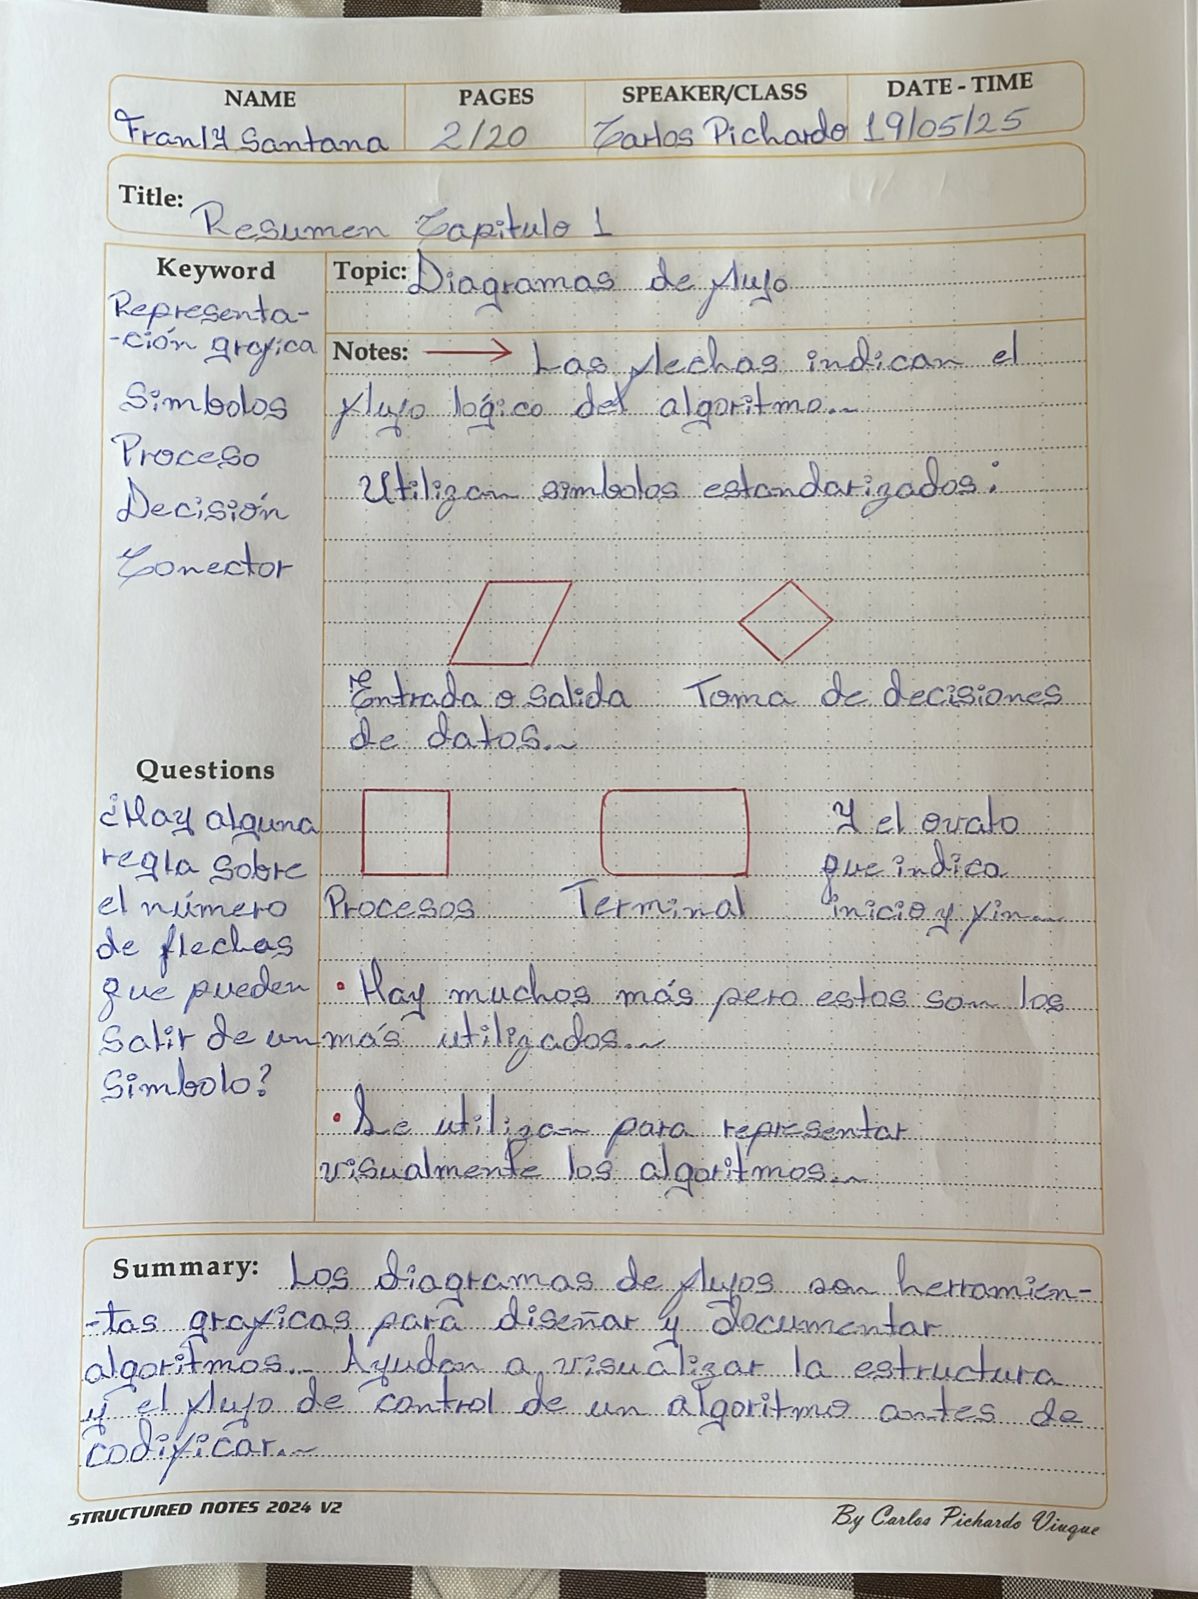 NAME PAGES SPEAKER/CLASS DATE - TIME
Franly Santana 2/20 Carlos Pichardo 19/05/25
Title:
Resumen Capitulo 1
Keyword
Representa-
-ción grafica
Simbolos
Proceso
Decisión
Conector
Questions
¿Hay alguna
regla sobre
el número
de flechas
que pueden
salir de un
simbolo?
Topic: Diagramas de flujo
Notes: → Las flechas indican el
flujo lógico del algoritmo...
Utilizan simbolos estandarizados:
Entrada o salida
de datos...
Toma de decisiones
Procesos
Terminal
Y el ovalo
que indica
inicio y fin...
• Hay muchos más pero estos son los
más utilizados...
• Se utilizan para representar
visualmente los algoritmos...
Summary: Los diagramas de flujos son herramien-
-tas graficas para diseñar y documentar
algoritmos... Ayudan a visualizar la estructura
y el flujo de control de un algoritmo antes de
codificar...
STRUCTURED NOTES 2024 V2
By Carlos Pichardo Viuque